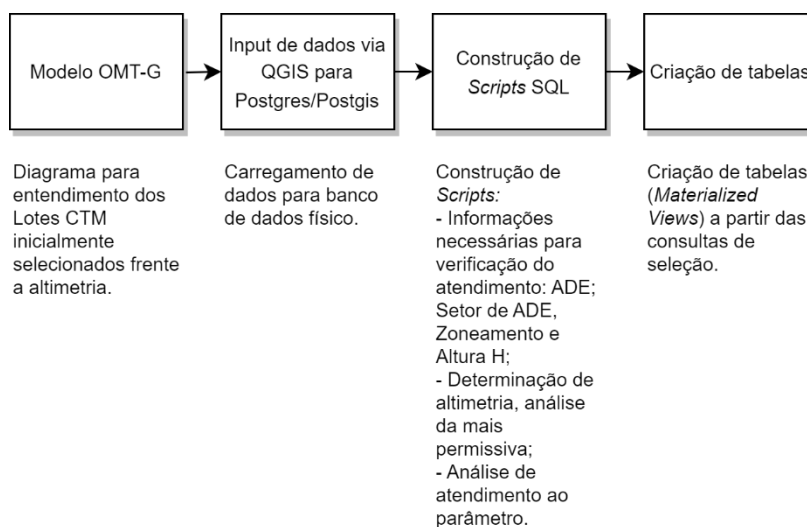 Modelo OMT-G
Input de dados via
QGIS para
Postgres/Postgis
Construção de
Scripts SQL
Criação de tabelas
Diagrama para
entendimento dos
Lotes CTM
inicialmente
selecionados frente
a altimetria.
Carregamento de
dados para banco
de dados físico.
Construção de
Scripts:
- Informações
necessárias para
verificação do
atendimento: ADE;
Setor de ADE,
Zoneamento e
Altura H;
- Determinação de
altimetria, análise
da mais
permissiva;
- Análise de
atendimento ao
parâmetro.
Criação de tabelas
(Materialized
Views) a partir das
consultas de
seleção.